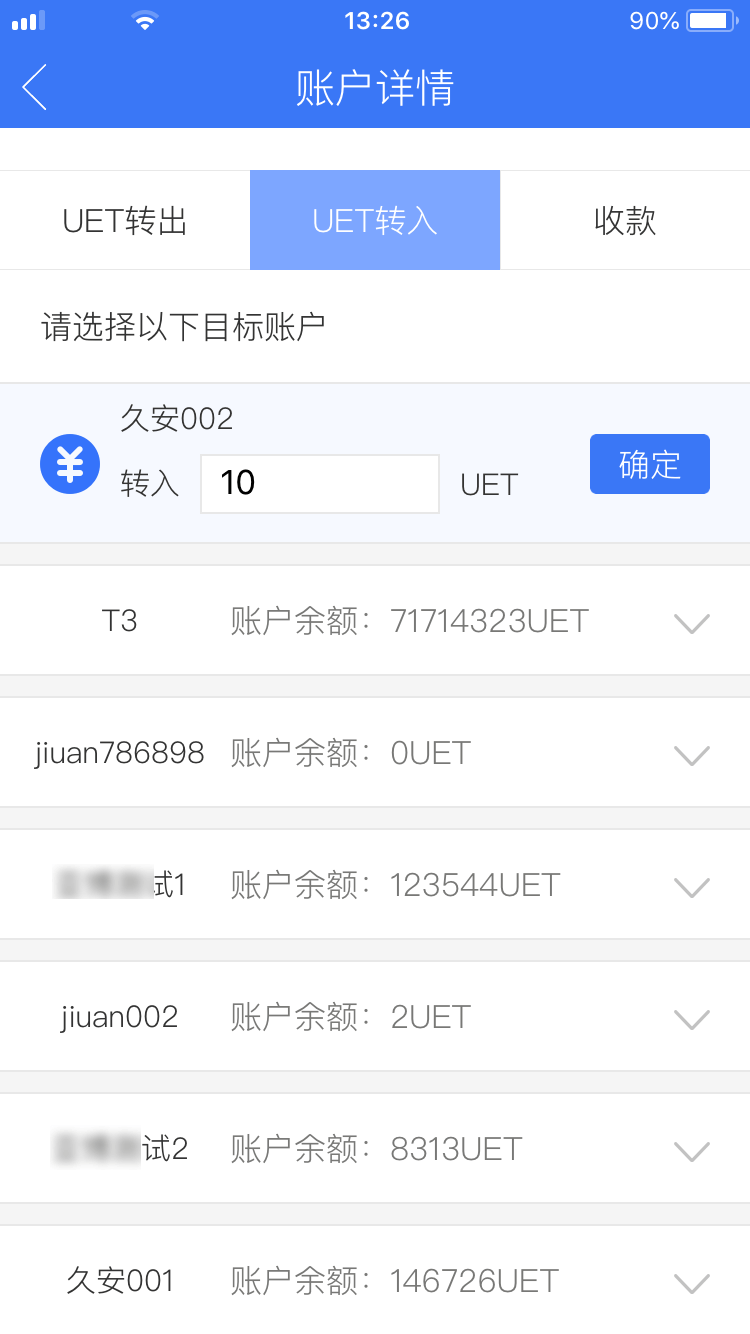 13:26 90%
账户详情
UET转出 UET转入 收款
请选择以下目标账户
久安002
转入 10 UET 确定
T3 账户余额：71714323UET
jiuan786898 账户余额：0UET
试1 账户余额：123544UET
jiuan002 账户余额：2UET
试2 账户余额：8313UET
久安001 账户余额：146726UET